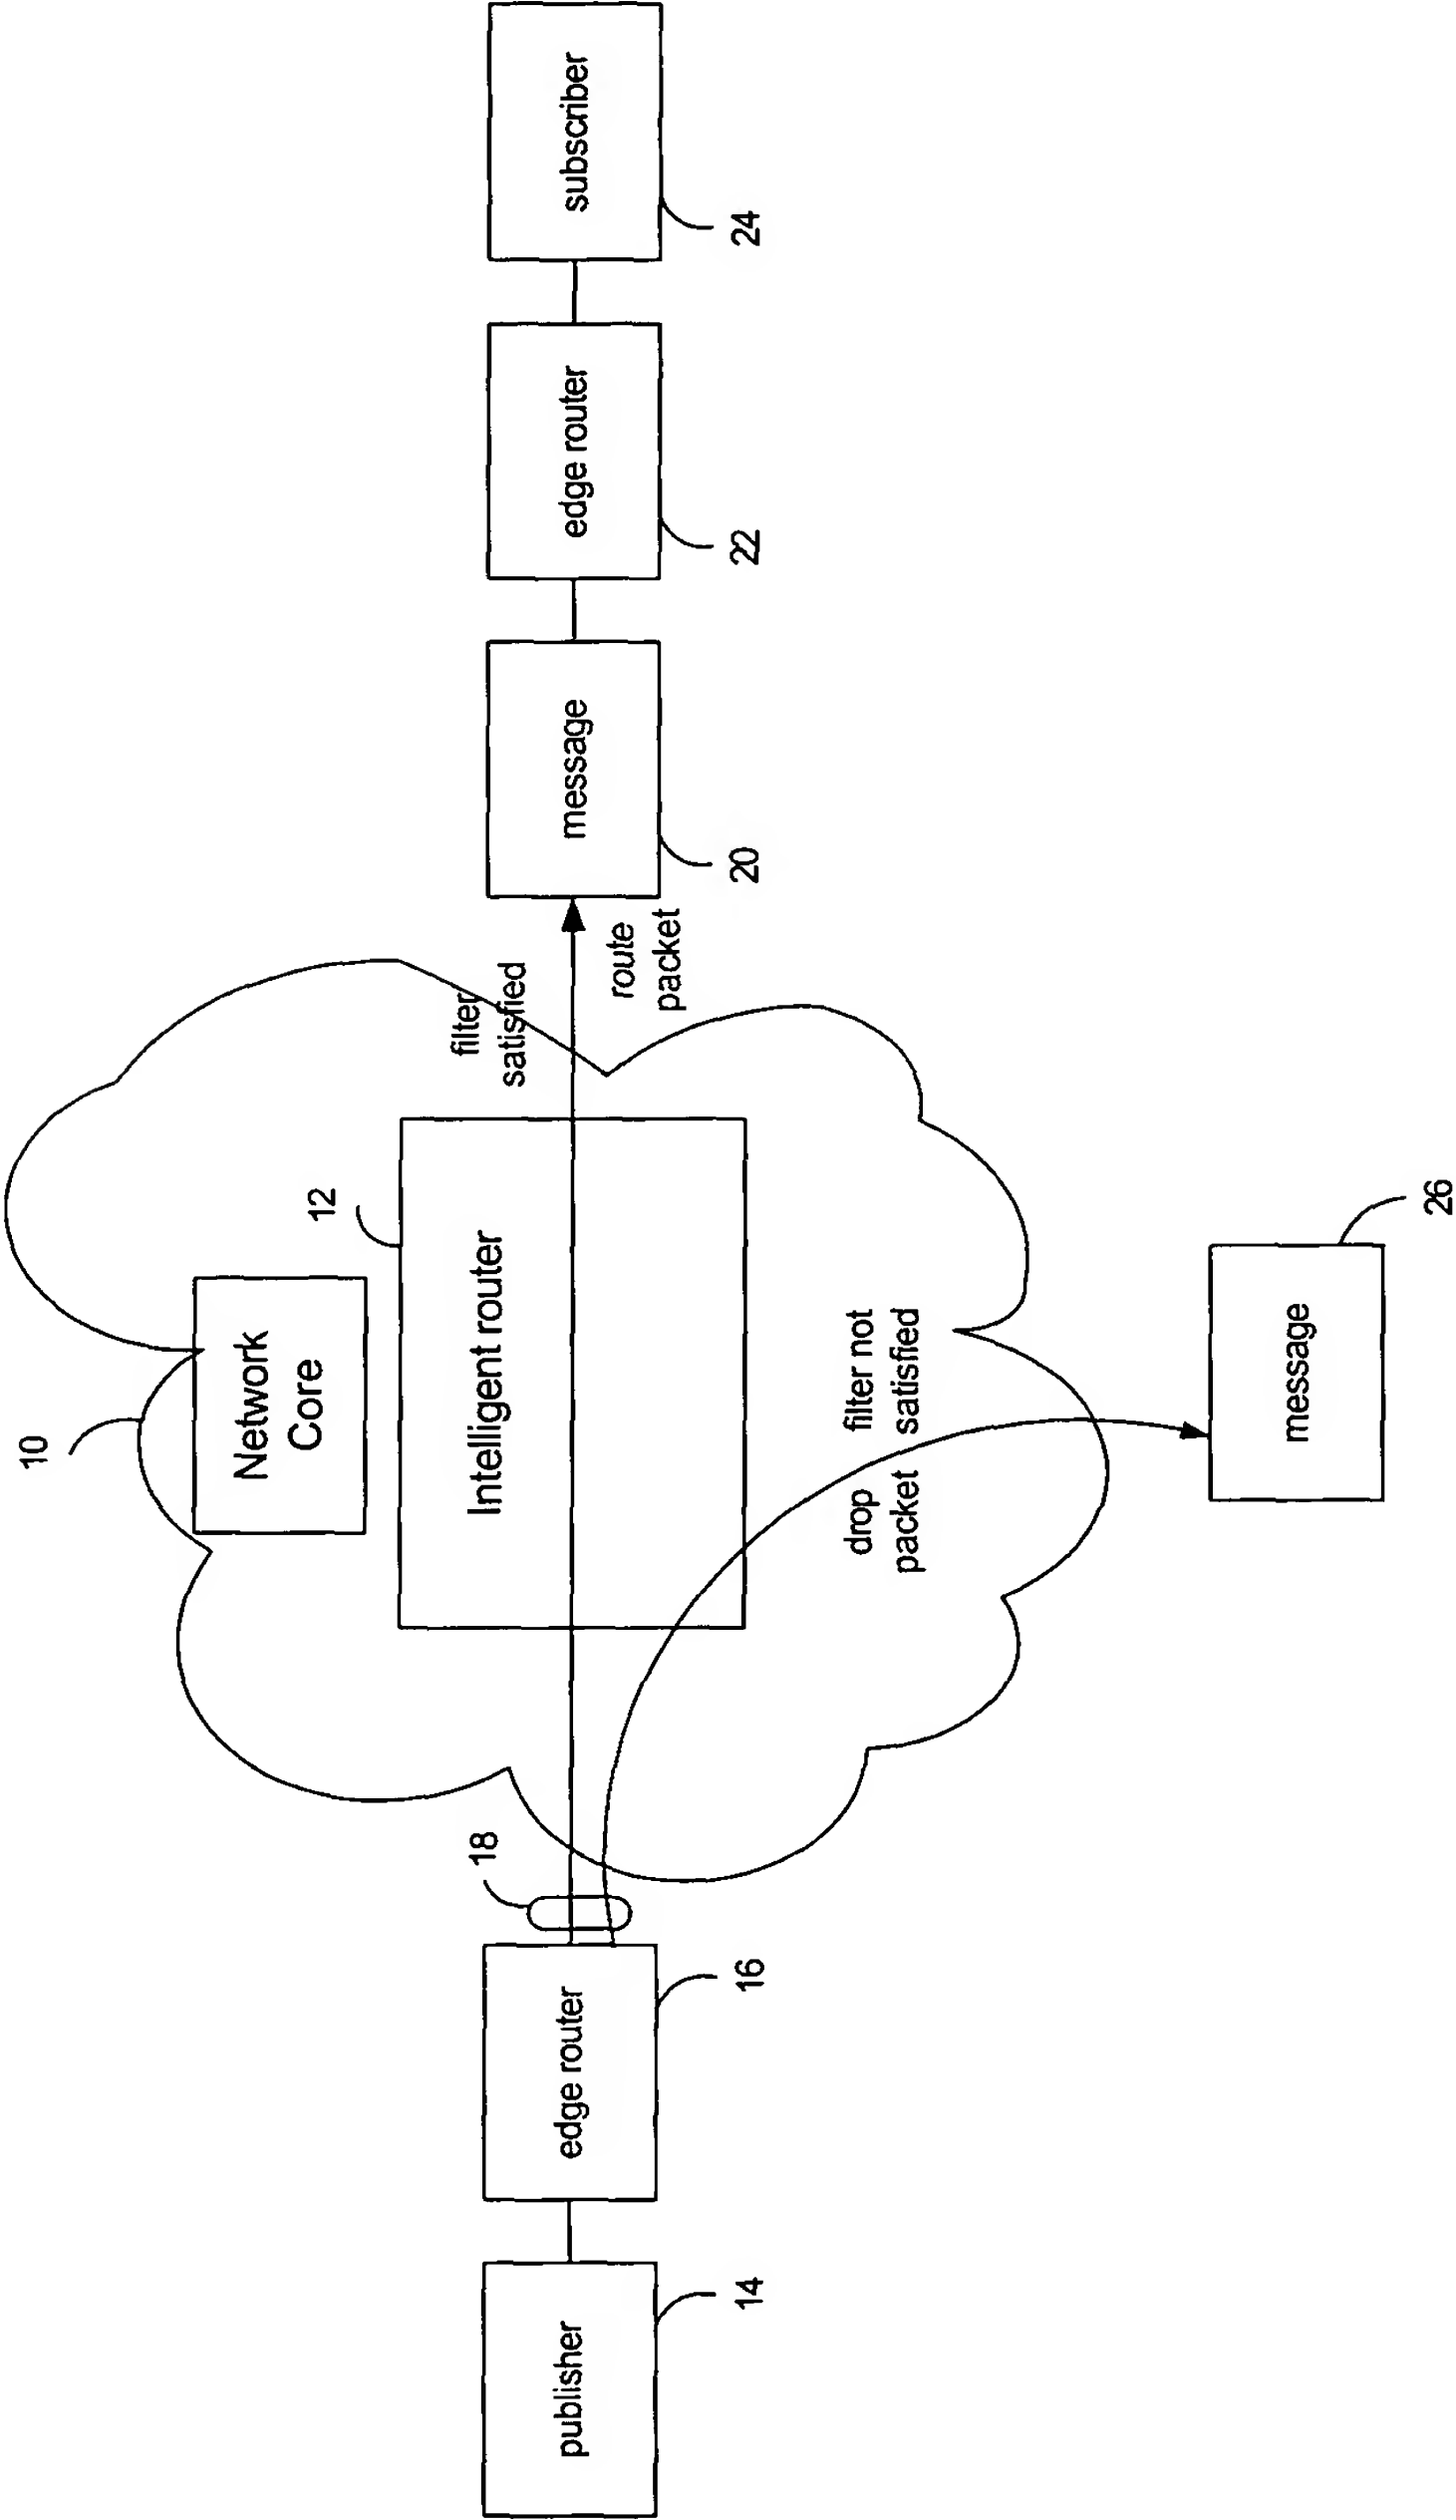 10
Network
Core
12
Intelligent router
filter
satisfied
route
packet
publisher
14
edge router
16
18
message
20
edge router
22
subscriber
24
drop
packet
filter not
satisfied
message
26